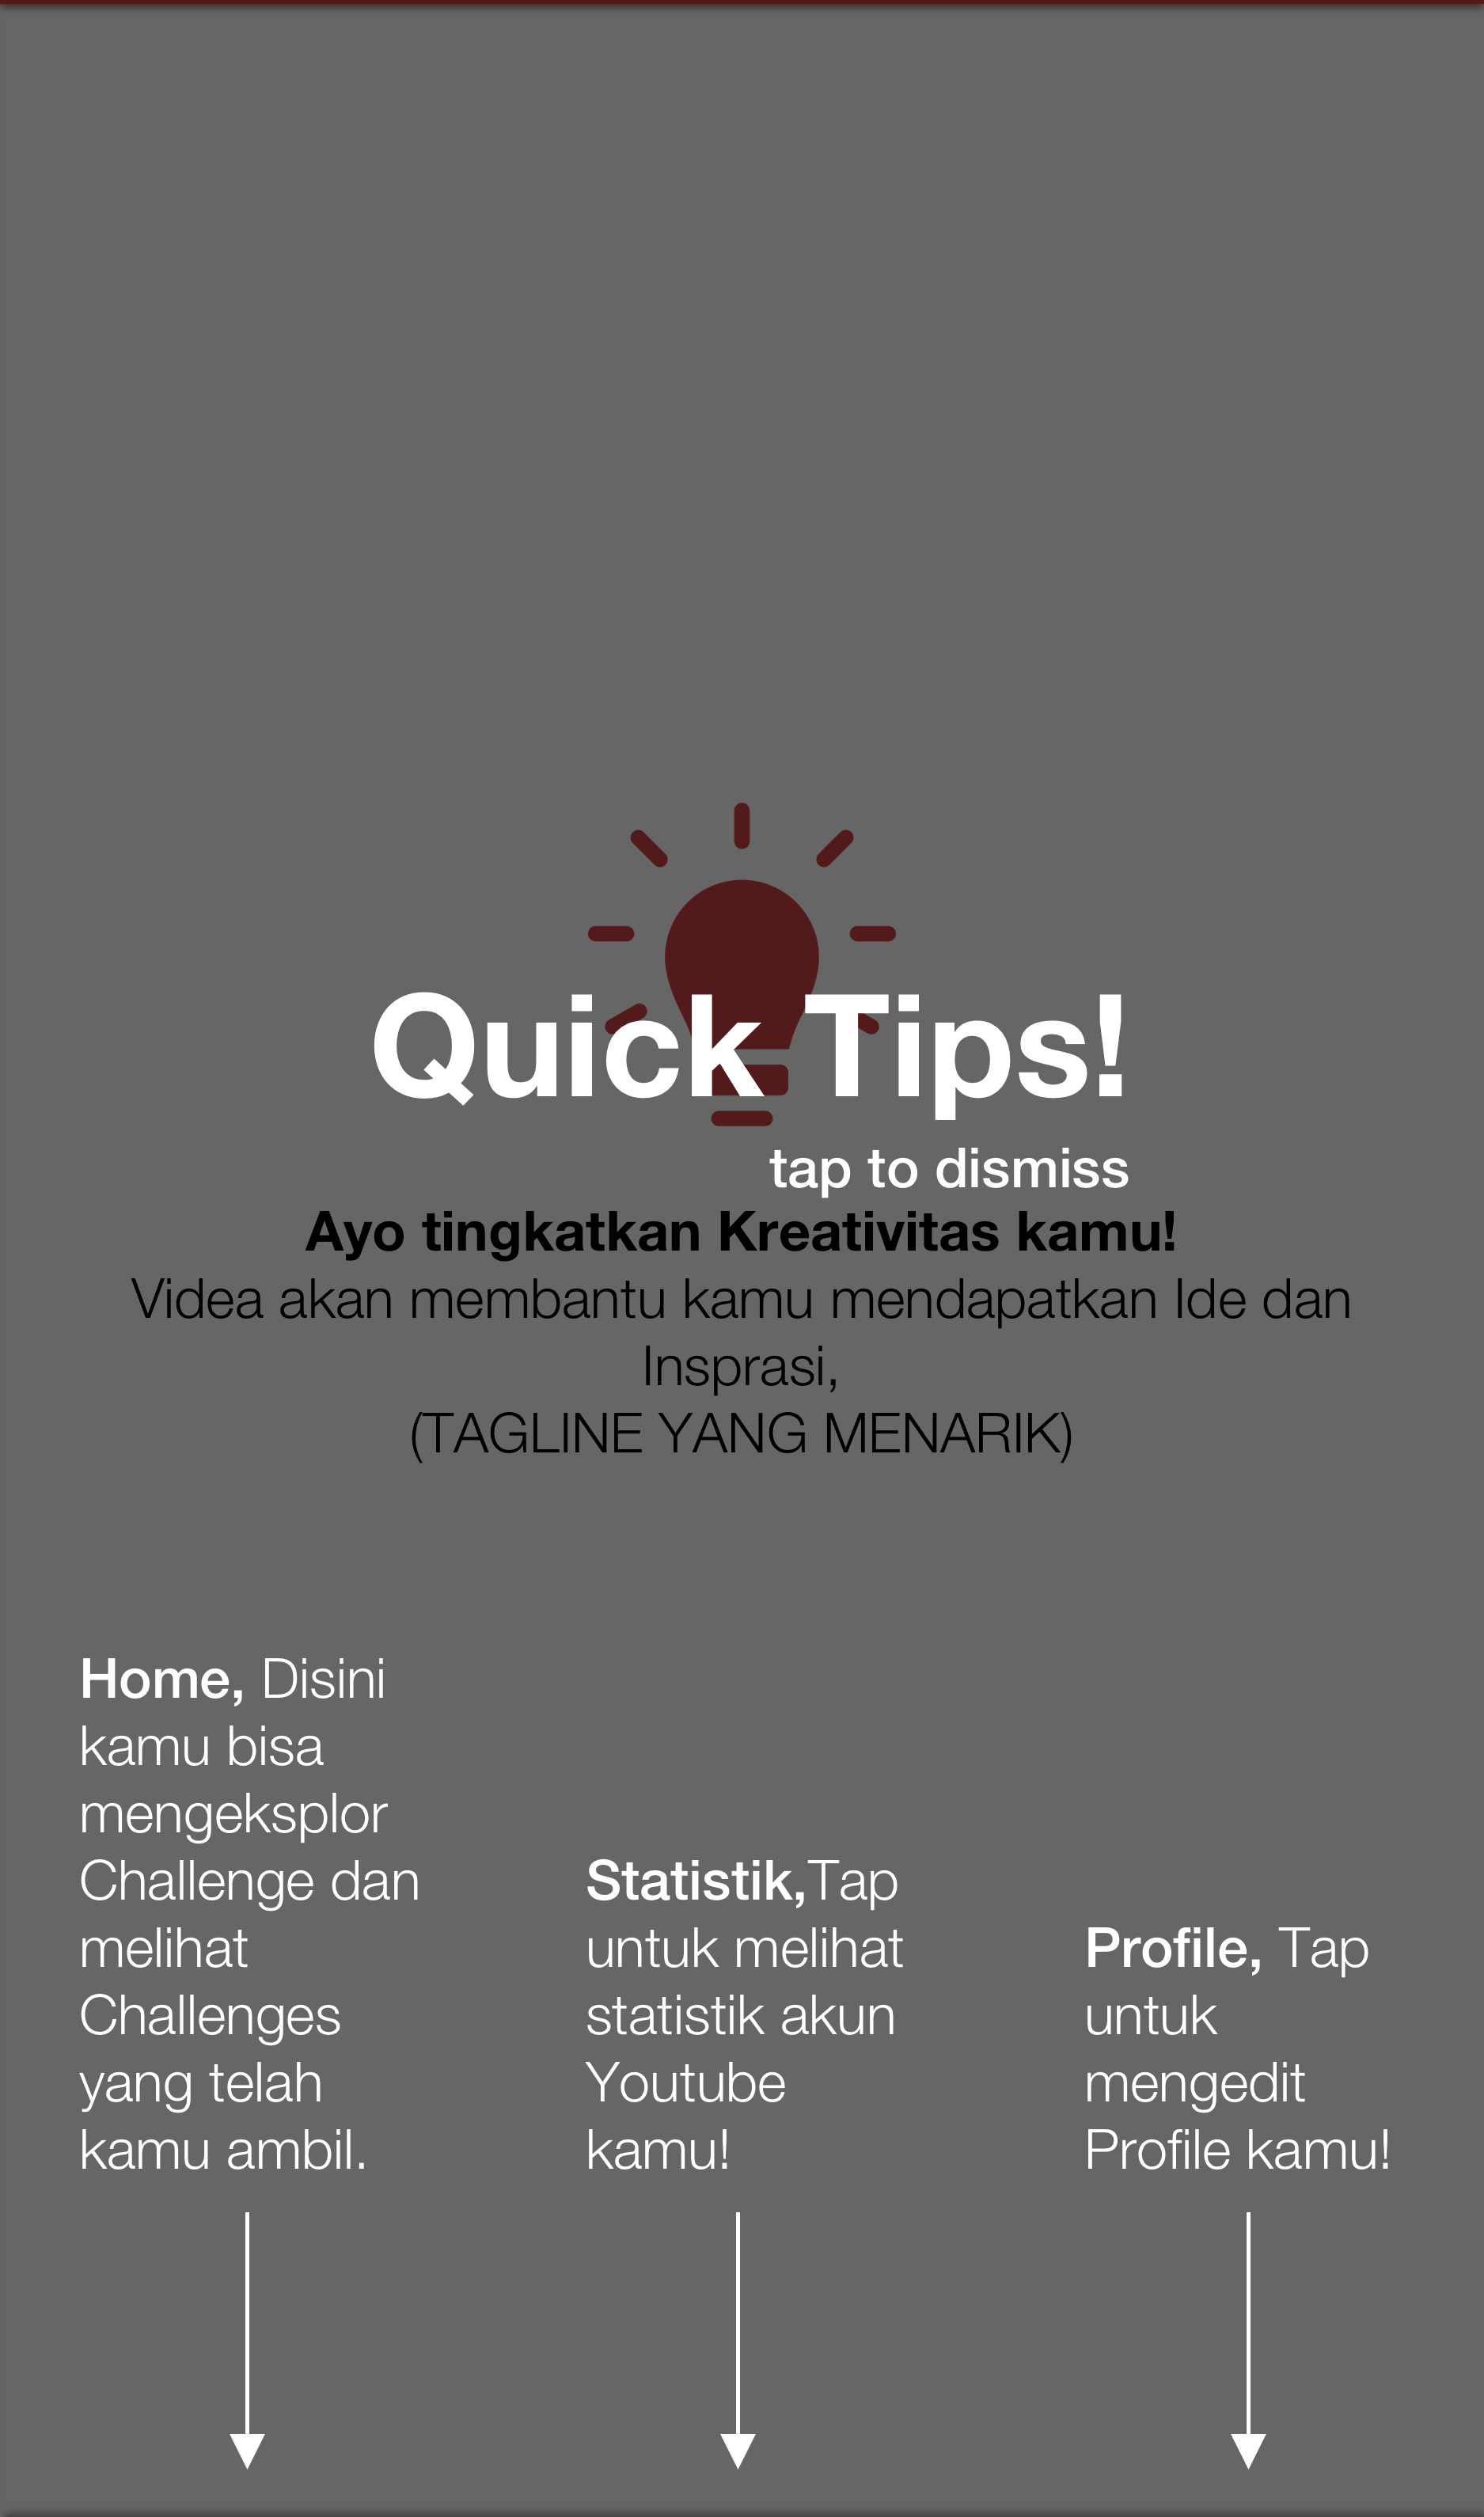 Quick Tips!
tap to dismiss
Ayo tingkatkan Kreativitas kamu!
Videa akan membantu kamu mendapatkan Ide dan
Insprasi,
(TAGLINE YANG MENARIK)
Home, Disini
kamu bisa
mengeksplor
Challenge dan
melihat
Challenges
yang telah
kamu ambil.
Statistik,Tap
untuk melihat
statistik akun
Youtube
kamu!
Profile, Tap
untuk
mengedit
Profile kamu!